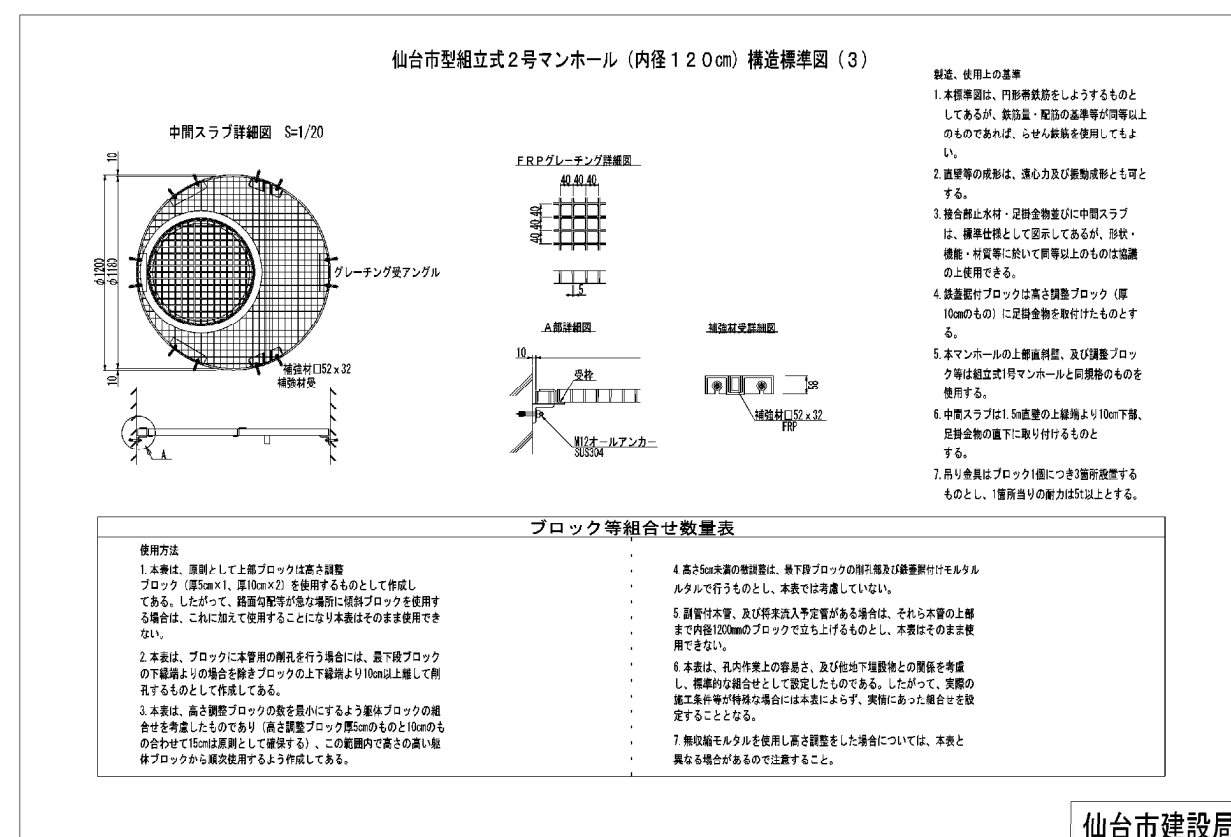 仙台市型組立式2号マンホール（内径120cm）構造標準図（3）
中間スラブ詳細図 S=1/20
10
φ1200
φ1180
10
グレーチング受アングル
補強材口52x32
補強材受
A
FRPグレーチング詳細図
40 40 40
40 40 40
5
A部詳細図
10
受枠
M12オールアンカー
SUS304
補強材受詳細図
58
補強材口52x32
FRP
製造、使用上の基準
1.本標準図は、円形帯鉄筋をしようするものと
してあるが、鉄筋量・配筋の基準等が同等以上
のものであれば、らせん鉄筋を使用してもよ
い。
2.直壁等の成形は、遠心力及び振動成形とも可と
する。
3.接合部止水材・足掛金物並びに中間スラブ
は、標準仕様として図示してあるが、形状・
機能・材質等に於いて同等以上のものは協議
の上使用できる。
4.鉄蓋据付ブロックは高さ調整ブロック（厚
10cmのもの）に足掛金物を取付けたものとす
る。
5.本マンホールの上部直斜壁、及び調整ブロッ
ク等は組立式1号マンホールと同規格のものを
使用する。
6.中間スラブは1.5m直壁の上縁端より10cm下部、
足掛金物の直下に取り付けるものと
する。
7.吊り金具はブロック1個につき3箇所設置する
ものとし、1箇所当りの耐力は5t以上とする。
ブロック等組合せ数量表
使用方法
1.本表は、原則として上部ブロックは高さ調整
ブロック（厚5cm×1、厚10cm×2）を使用するものとして作成し
てある。したがって、路面勾配等が急な場所に傾斜ブロックを使用す
る場合は、これに加えて使用することになり本表はそのまま使用でき
ない。
2.本表は、ブロックに本管用の削孔を行う場合には、最下段ブロック
の下縁端よりの場合を除きブロックの上下縁端より10cm以上離して削
孔するものとして作成してある。
3.本表は、高さ調整ブロックの数を最小にするよう躯体ブロックの組
合せを考慮したものであり（高さ調整ブロック厚5cmのものと10cmのも
の合わせて15cmは原則として確保する）、この範囲内で高さの高い躯
体ブロックから順次使用するよう作成してある。
4.高さ5cm未満の微調整は、最下段ブロックの削孔部及び鉄蓋据付けモルタル
ルタルで行うものとし、本表では考慮していない。
5.副管付本管、及び将来流入予定管がある場合は、それら本管の上部
まで内径1200mmのブロックで立ち上げるものとし、本表はそのまま使
用できない。
6.本表は、孔内作業上の容易さ、及び他地下埋設物との関係を考慮
し、標準的な組合せとして設定したものである。したがって、実際の
施工条件等が特殊な場合には本表によらず、実情にあった組合せを設
定することとなる。
7.無収縮モルタルを使用し高さ調整をした場合については、本表と
異なる場合があるので注意すること。
仙台市建設局